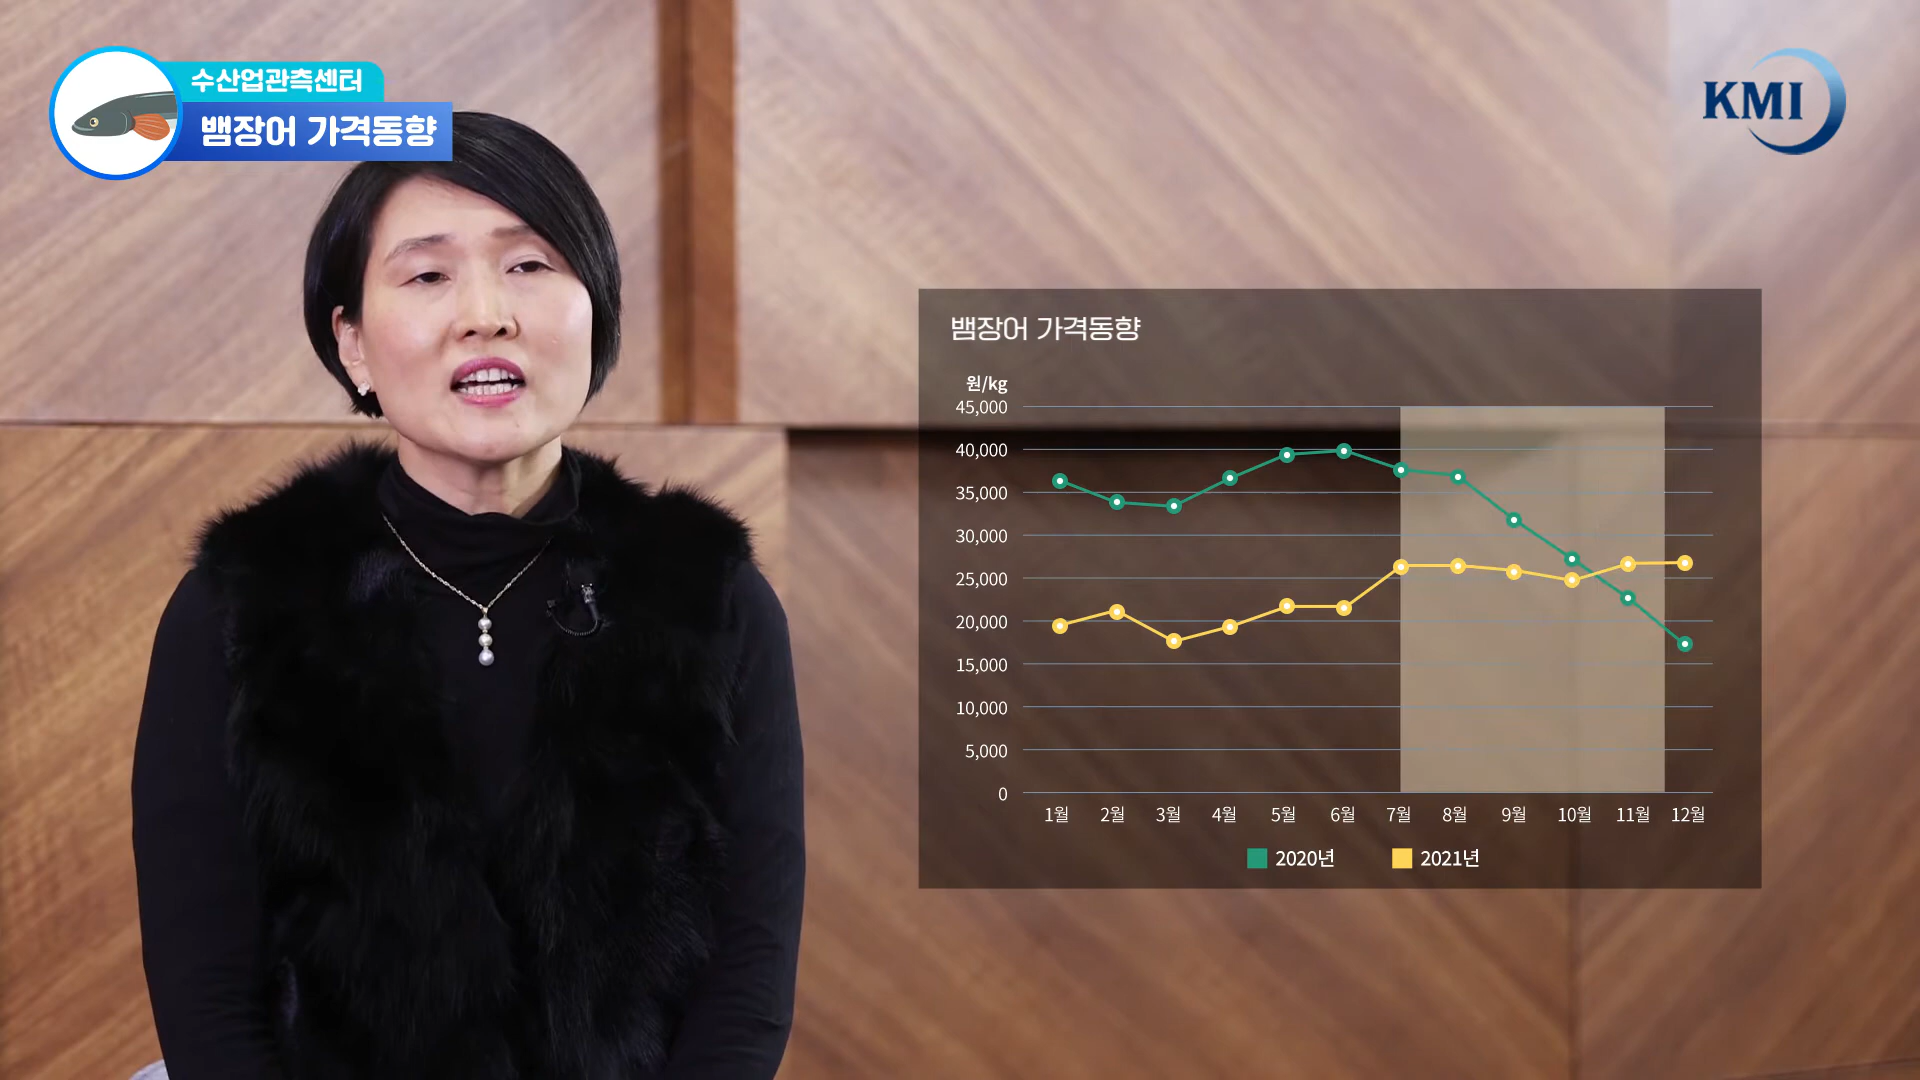 수산업관측센터
뱀장어 가격동향
KMI
뱀장어 가격동향
원/kg
45,000
40,000
35,000
30,000
25,000
20,000
15,000
10,000
5,000
0
1월 2월 3월 4월 5월 6월 7월 8월 9월 10월 11월 12월
2020년 2021년